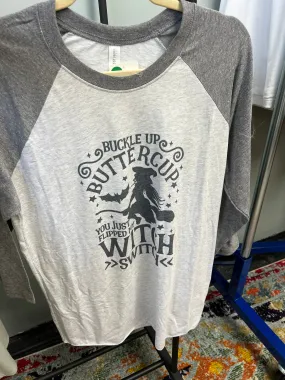 BUCKLE UP
BUTTERCUP
YOU JUST
FLIPPED MY
WITCH
SWITCH